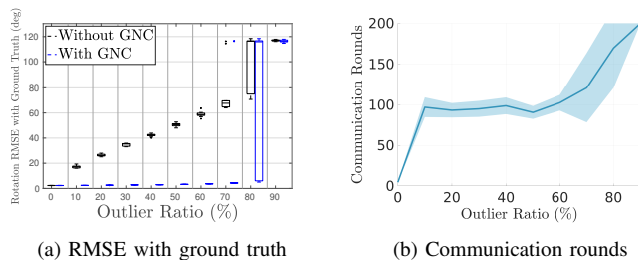 Rotation RMSE with Ground Truth (deg)
120
100
80
60
40
20
0
Without GNC
With GNC
0 10 20 30 40 50 60 70 80 90
Outlier Ratio (%)
(a) RMSE with ground truth
Communication Rounds
200
150
100
50
0
0 20 40 60 80
Outlier Ratio (%)
(b) Communication rounds